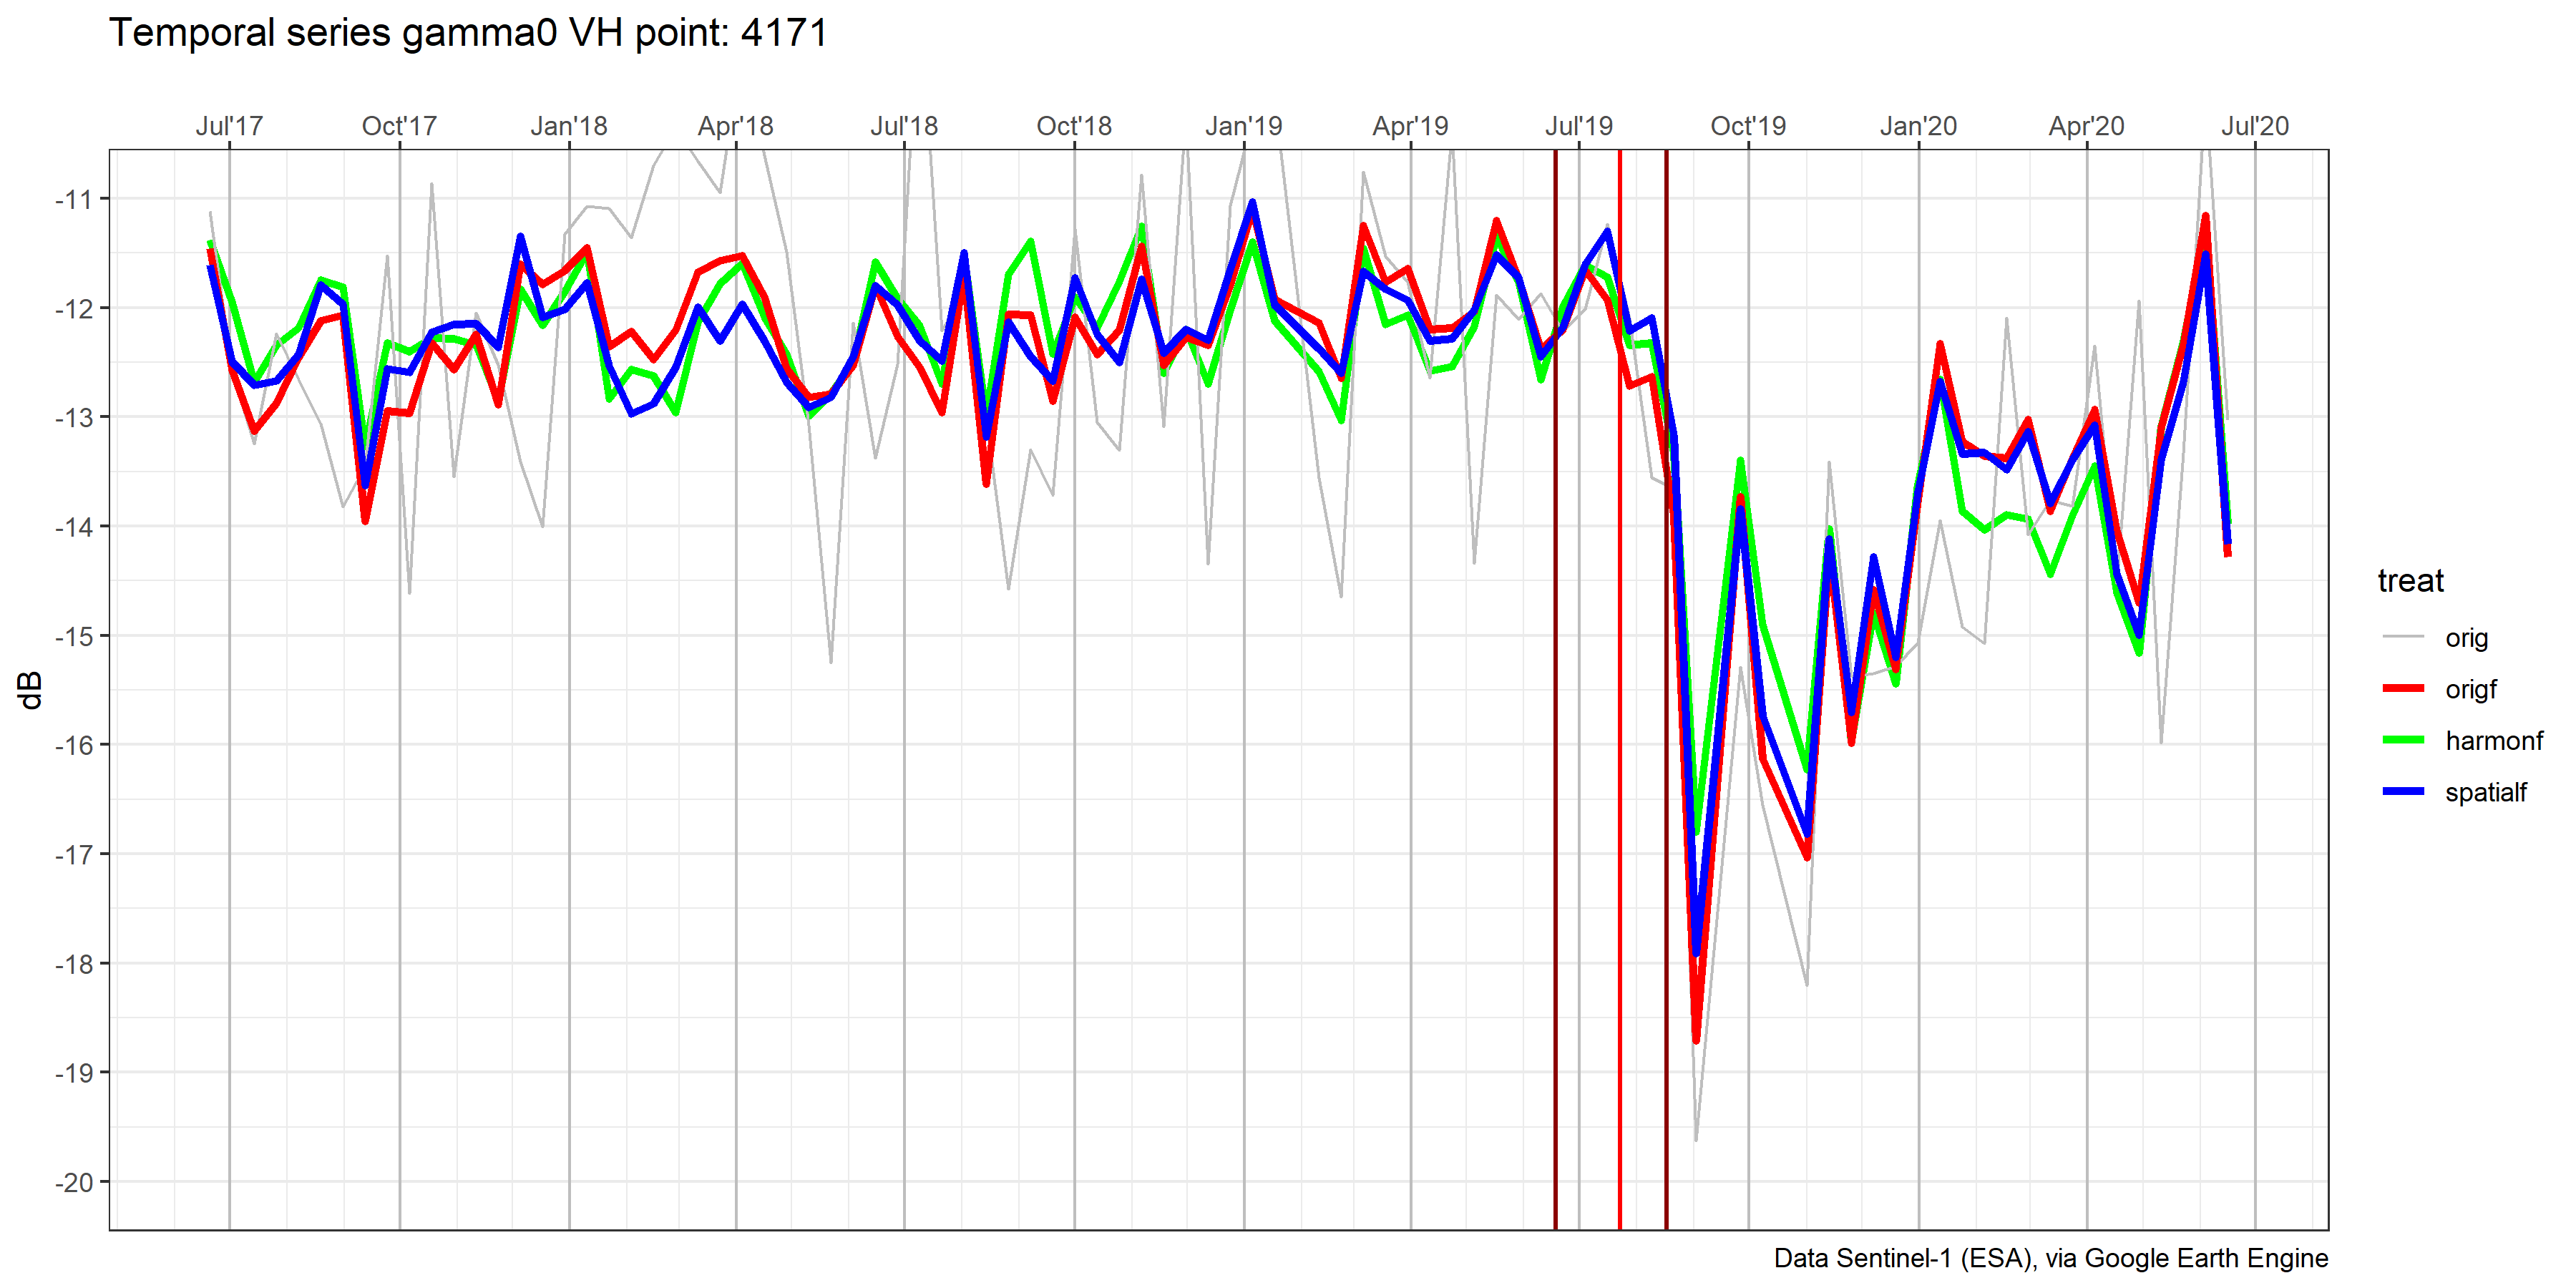 Temporal series gamma0 VH point: 4171
Jul'17 Oct'17 Jan'18 Apr'18 Jul'18 Oct'18 Jan'19 Apr'19 Jul'19 Oct'19 Jan'20 Apr'20 Jul'20
-11
-12
-13
-14
-15
-16
-17
-18
-19
-20
dB
treat
orig
origf
harmonf
spatialf
Data Sentinel-1 (ESA), via Google Earth Engine